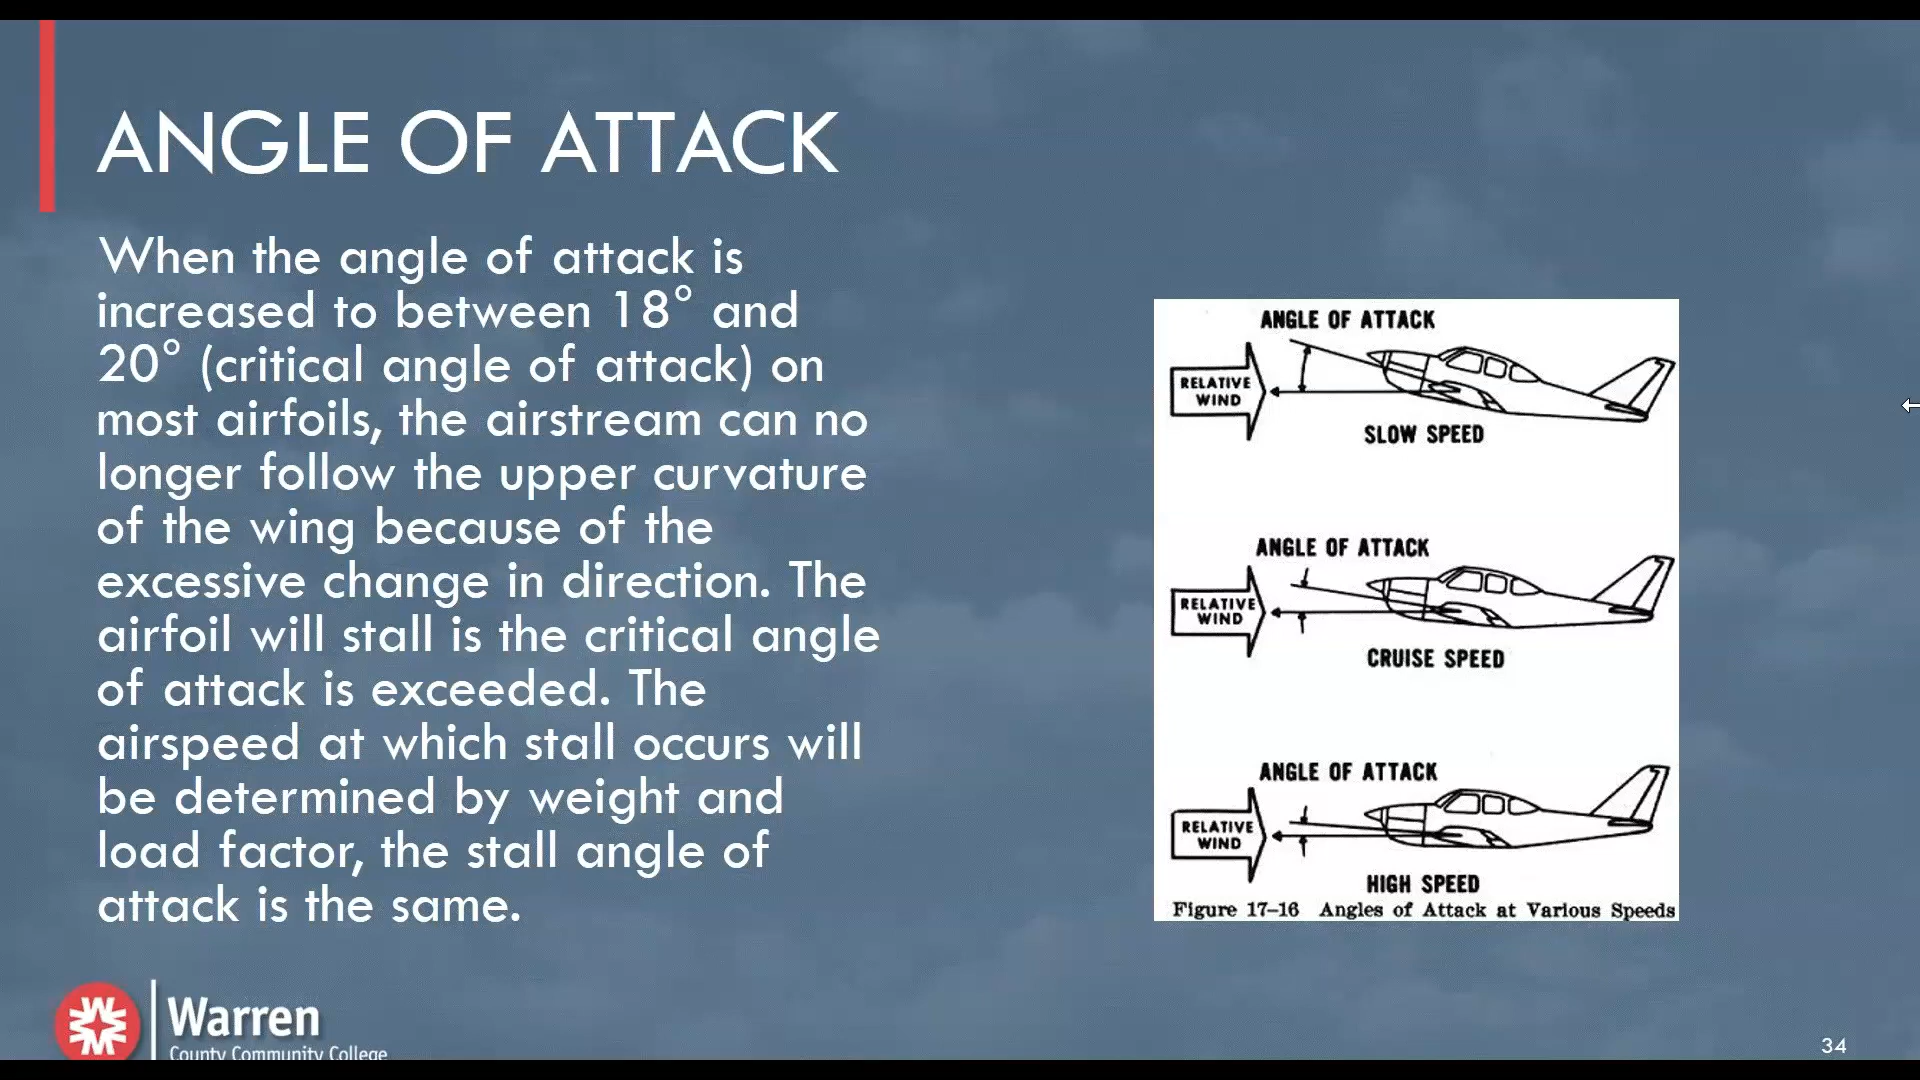 ANGLE OF ATTACK
When the angle of attack is
increased to between 18° and
20° (critical angle of attack) on
most airfoils, the airstream can no
longer follow the upper curvature
of the wing because of the
excessive change in direction. The
airfoil will stall is the critical angle
of attack is exceeded. The
airspeed at which stall occurs will
be determined by weight and
load factor, the stall angle of
attack is the same.
ANGLE OF ATTACK
RELATIVE
WIND
SLOW SPEED
ANGLE OF ATTACK
RELATIVE
WIND
CRUISE SPEED
ANGLE OF ATTACK
RELATIVE
WIND
HIGH SPEED
Figure 17-16 Angles of Attack at Various Speeds
Warren
County Community College
34